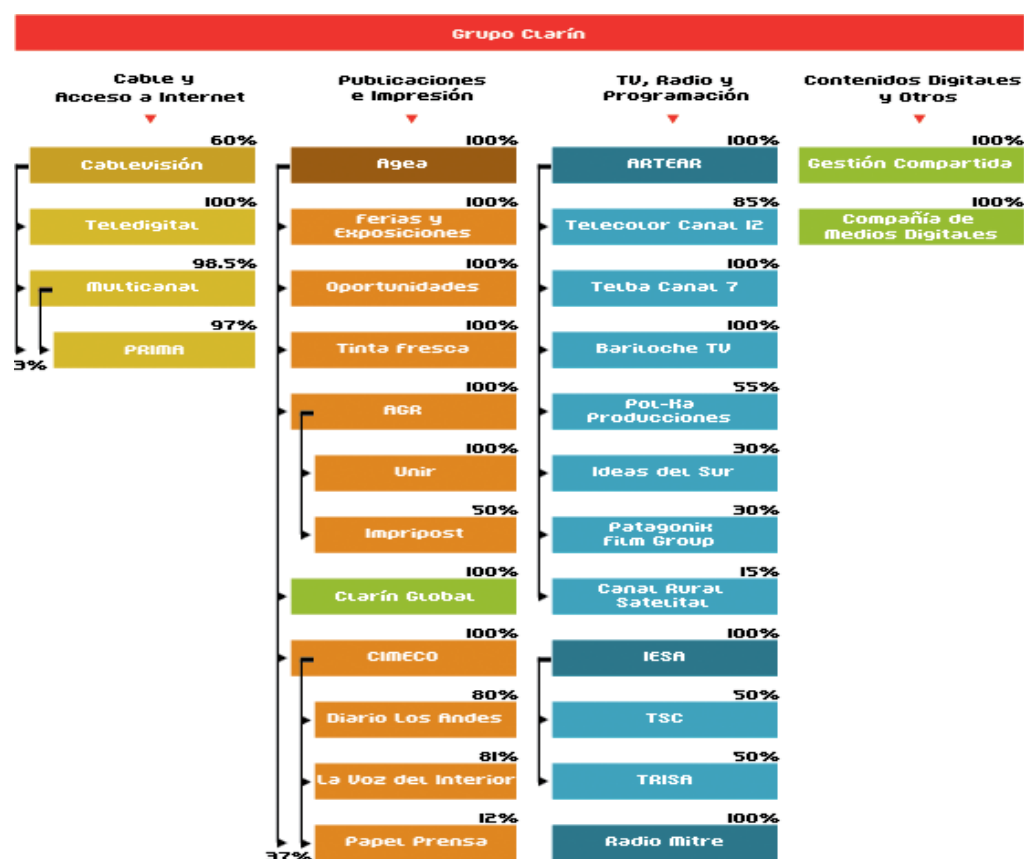 Grupo Clarín
Cable y
Acceso a Internet
60%
Cablevisión
100%
Teledigital
98.5%
Multicanal
97%
PRIMA
3%
Publicaciones
e Impresión
100%
Agea
100%
Ferias y
Exposiciones
100%
Oportunidades
100%
Tinta Fresca
100%
AGR
100%
Unir
50%
Impripost
100%
Clarín Global
100%
CIMECO
80%
Diario Los Andes
81%
La Voz del Interior
12%
Papel Prensa
37%
TV, Radio y
Programación
100%
ARTEAR
85%
Telecolor Canal 12
100%
Telba Canal 7
100%
Bariloche TV
55%
Pol-Ka
Producciones
30%
Ideas del Sur
30%
Patagonik
Film Group
15%
Canal Rural
Satelital
100%
IESA
50%
TSC
50%
TRISA
100%
Radio Mitre
Contenidos Digitales
y Otros
100%
Gestión Compartida
100%
Compañía de
Medios Digitales